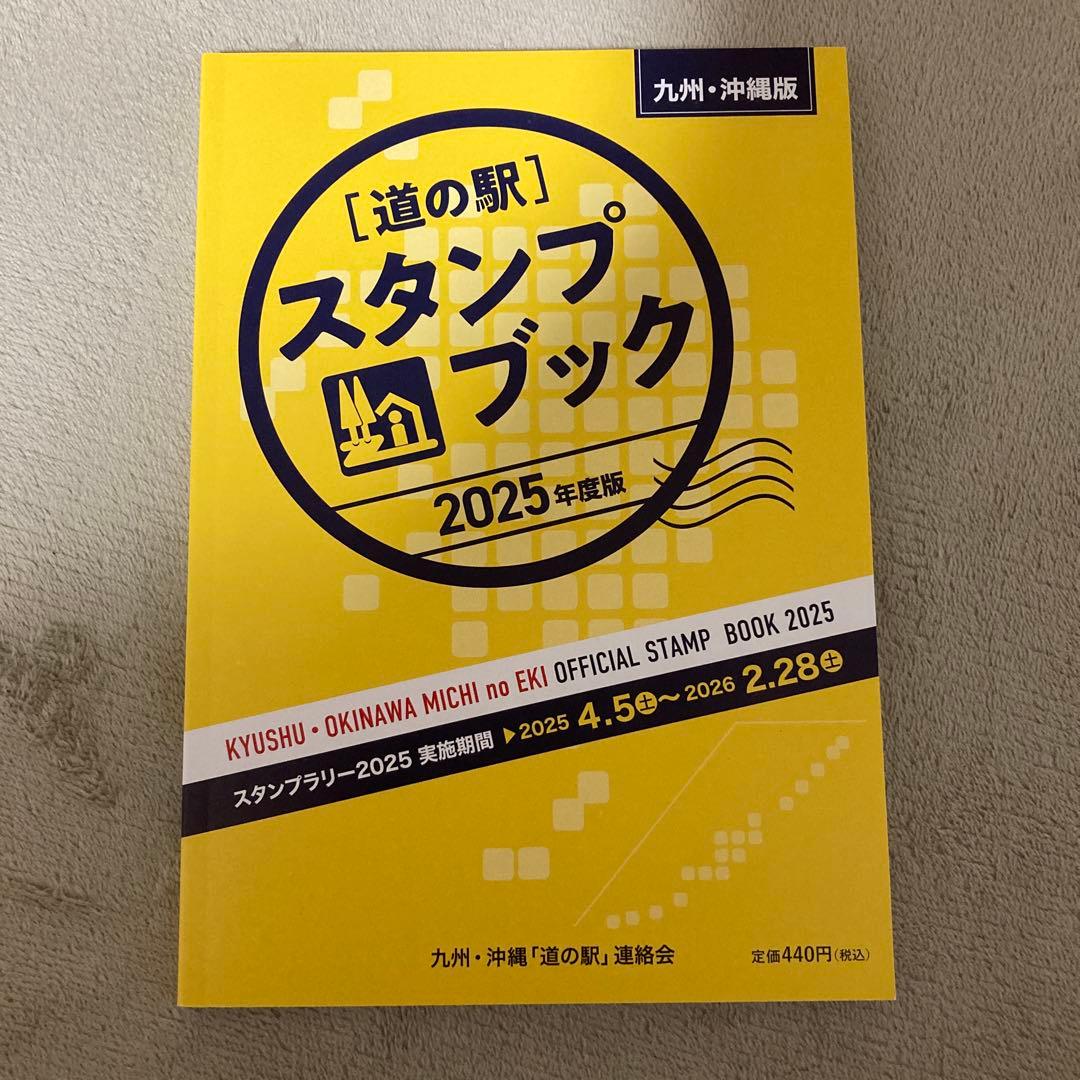 九州・沖縄版
[道の駅]
スタンプ
ブック
2025年度版
KYUSHU・OKINAWA MICHI no EKI OFFICIAL STAMP BOOK 2025
スタンプラリー2025 実施期間 ▶2025 4.5㊏〜2026 2.28㊏
九州・沖縄「道の駅」連絡会
定価440円(税込)